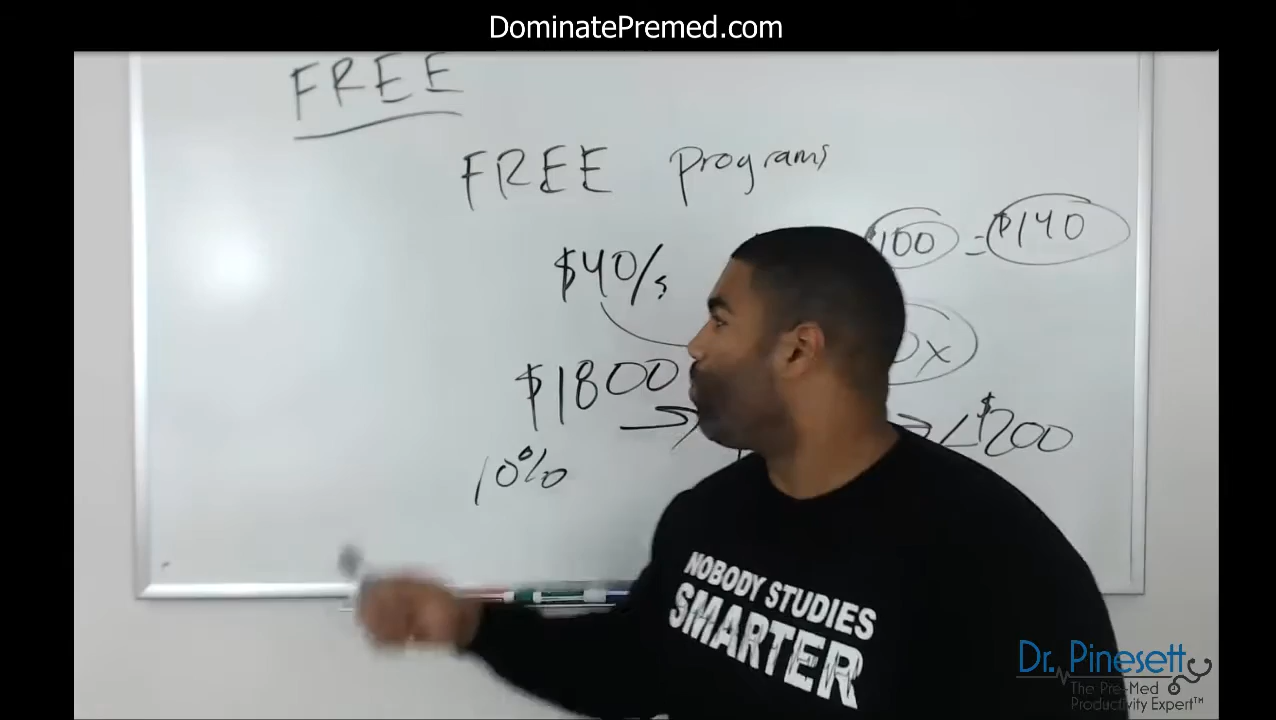 DominatePremed.com
FREE
FREE Programs
$40/s $100 = $140
0x
$1800 → → <$200
10%
NOBODY STUDIES
SMARTER
Dr. Pinesett
The Pre-Med
Productivity Expert™